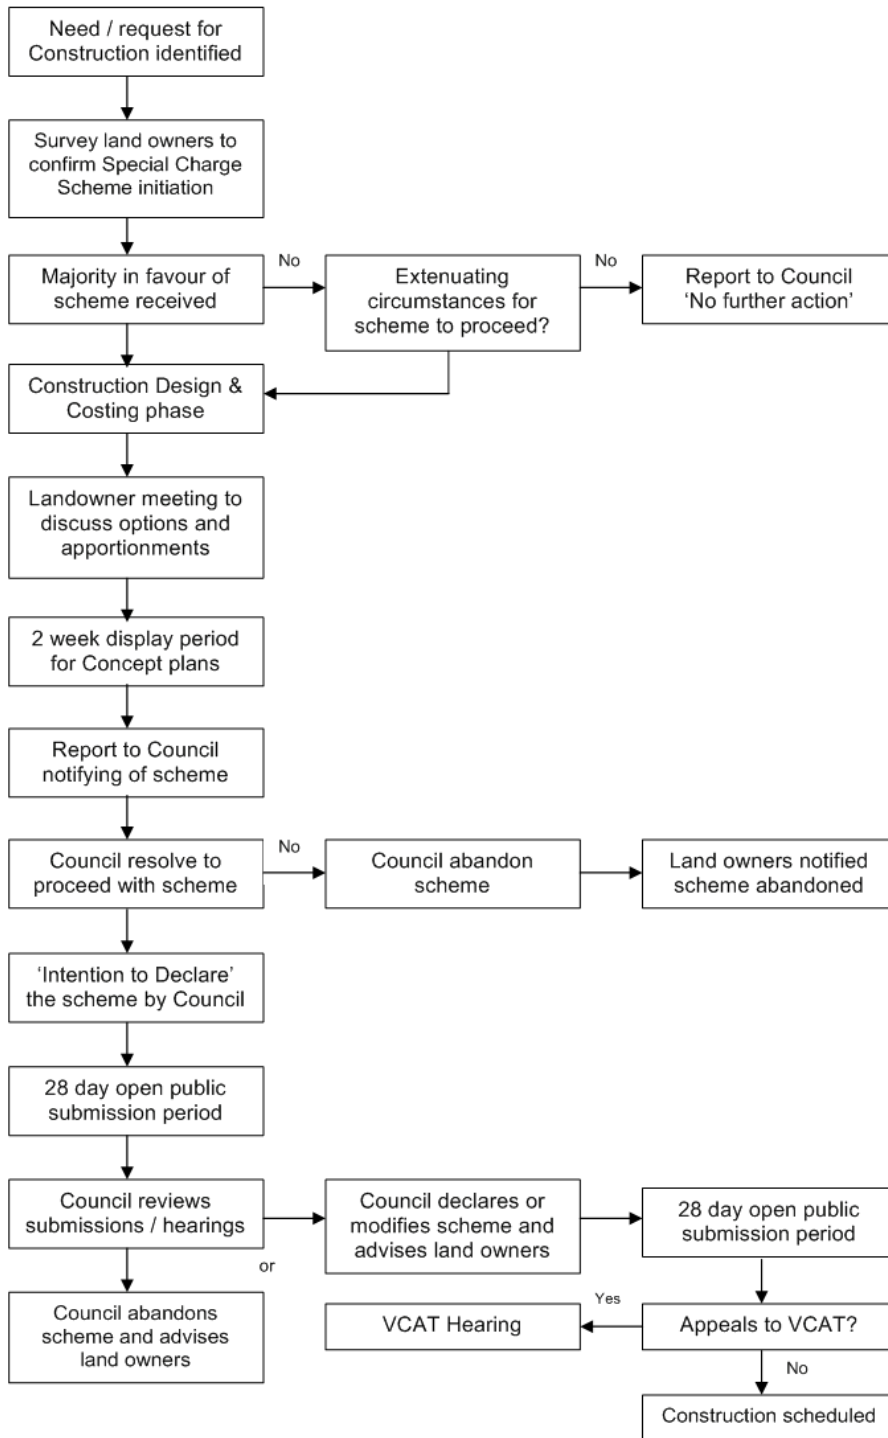 Need / request for
Construction identified
Survey land owners to
confirm Special Charge
Scheme initiation
Majority in favour of
scheme received
No
Extenuating
circumstances for
scheme to proceed?
No
Report to Council
‘No further action’
Construction Design &
Costing phase
Landowner meeting to
discuss options and
apportionments
2 week display period
for Concept plans
Report to Council
notifying of scheme
Council resolve to
proceed with scheme
No
Council abandon
scheme
Land owners notified
scheme abandoned
‘Intention to Declare’
the scheme by Council
28 day open public
submission period
Council reviews
submissions / hearings
or
Council declares or
modifies scheme and
advises land owners
28 day open public
submission period
Council abandons
scheme and advises
land owners
VCAT Hearing
Yes
Appeals to VCAT?
No
Construction scheduled